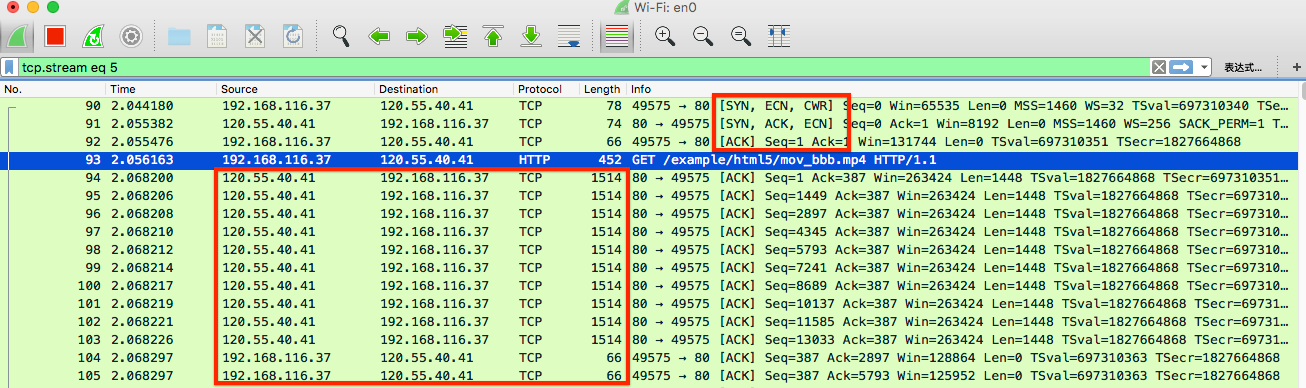 Wi-Fi: en0
tcp.stream eq 5 表达式… +
No. Time Source Destination Protocol Length Info
90 2.044180 192.168.116.37 120.55.40.41 TCP 78 49575 → 80 [SYN, ECN, CWR] Seq=0 Win=65535 Len=0 MSS=1460 WS=32 TSval=697310340 TSe…
91 2.055382 120.55.40.41 192.168.116.37 TCP 74 80 → 49575 [SYN, ACK, ECN] Seq=0 Ack=1 Win=8192 Len=0 MSS=1460 WS=256 SACK_PERM=1 T…
92 2.055476 192.168.116.37 120.55.40.41 TCP 66 49575 → 80 [ACK] Seq=1 Ack=1 Win=131744 Len=0 TSval=697310351 TSecr=1827664868
93 2.056163 192.168.116.37 120.55.40.41 HTTP 452 GET /example/html5/mov_bbb.mp4 HTTP/1.1
94 2.068200 120.55.40.41 192.168.116.37 TCP 1514 80 → 49575 [ACK] Seq=1 Ack=387 Win=263424 Len=1448 TSval=1827664868 TSecr=697310351…
95 2.068206 120.55.40.41 192.168.116.37 TCP 1514 80 → 49575 [ACK] Seq=1449 Ack=387 Win=263424 Len=1448 TSval=1827664868 TSecr=697310…
96 2.068208 120.55.40.41 192.168.116.37 TCP 1514 80 → 49575 [ACK] Seq=2897 Ack=387 Win=263424 Len=1448 TSval=1827664868 TSecr=697310…
97 2.068210 120.55.40.41 192.168.116.37 TCP 1514 80 → 49575 [ACK] Seq=4345 Ack=387 Win=263424 Len=1448 TSval=1827664868 TSecr=697310…
98 2.068212 120.55.40.41 192.168.116.37 TCP 1514 80 → 49575 [ACK] Seq=5793 Ack=387 Win=263424 Len=1448 TSval=1827664868 TSecr=697310…
99 2.068214 120.55.40.41 192.168.116.37 TCP 1514 80 → 49575 [ACK] Seq=7241 Ack=387 Win=263424 Len=1448 TSval=1827664868 TSecr=697310…
100 2.068217 120.55.40.41 192.168.116.37 TCP 1514 80 → 49575 [ACK] Seq=8689 Ack=387 Win=263424 Len=1448 TSval=1827664868 TSecr=697310…
101 2.068219 120.55.40.41 192.168.116.37 TCP 1514 80 → 49575 [ACK] Seq=10137 Ack=387 Win=263424 Len=1448 TSval=1827664868 TSecr=69731…
102 2.068221 120.55.40.41 192.168.116.37 TCP 1514 80 → 49575 [ACK] Seq=11585 Ack=387 Win=263424 Len=1448 TSval=1827664868 TSecr=69731…
103 2.068226 120.55.40.41 192.168.116.37 TCP 1514 80 → 49575 [ACK] Seq=13033 Ack=387 Win=263424 Len=1448 TSval=1827664868 TSecr=69731…
104 2.068297 192.168.116.37 120.55.40.41 TCP 66 49575 → 80 [ACK] Seq=387 Ack=2897 Win=128864 Len=0 TSval=697310363 TSecr=1827664868
105 2.068297 192.168.116.37 120.55.40.41 TCP 66 49575 → 80 [ACK] Seq=387 Ack=5793 Win=125952 Len=0 TSval=697310363 TSecr=1827664868